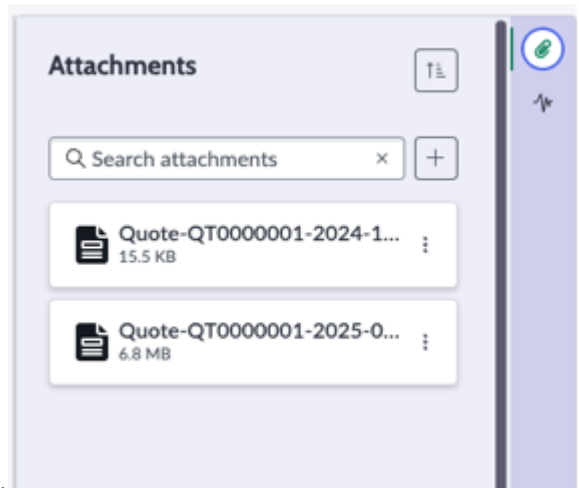 Attachments
Search attachments
Quote-QT0000001-2024-1...
15.5 KB
Quote-QT0000001-2025-0...
6.8 MB